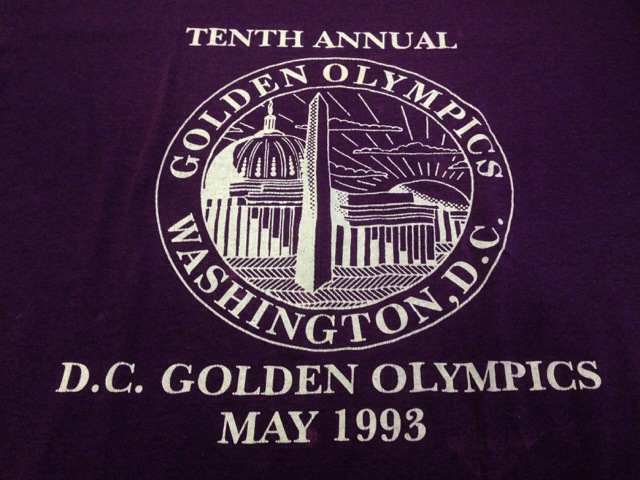 TENTH ANNUAL
GOLDEN OLYMPICS
WASHINGTON, D.C.
D.C. GOLDEN OLYMPICS
MAY 1993